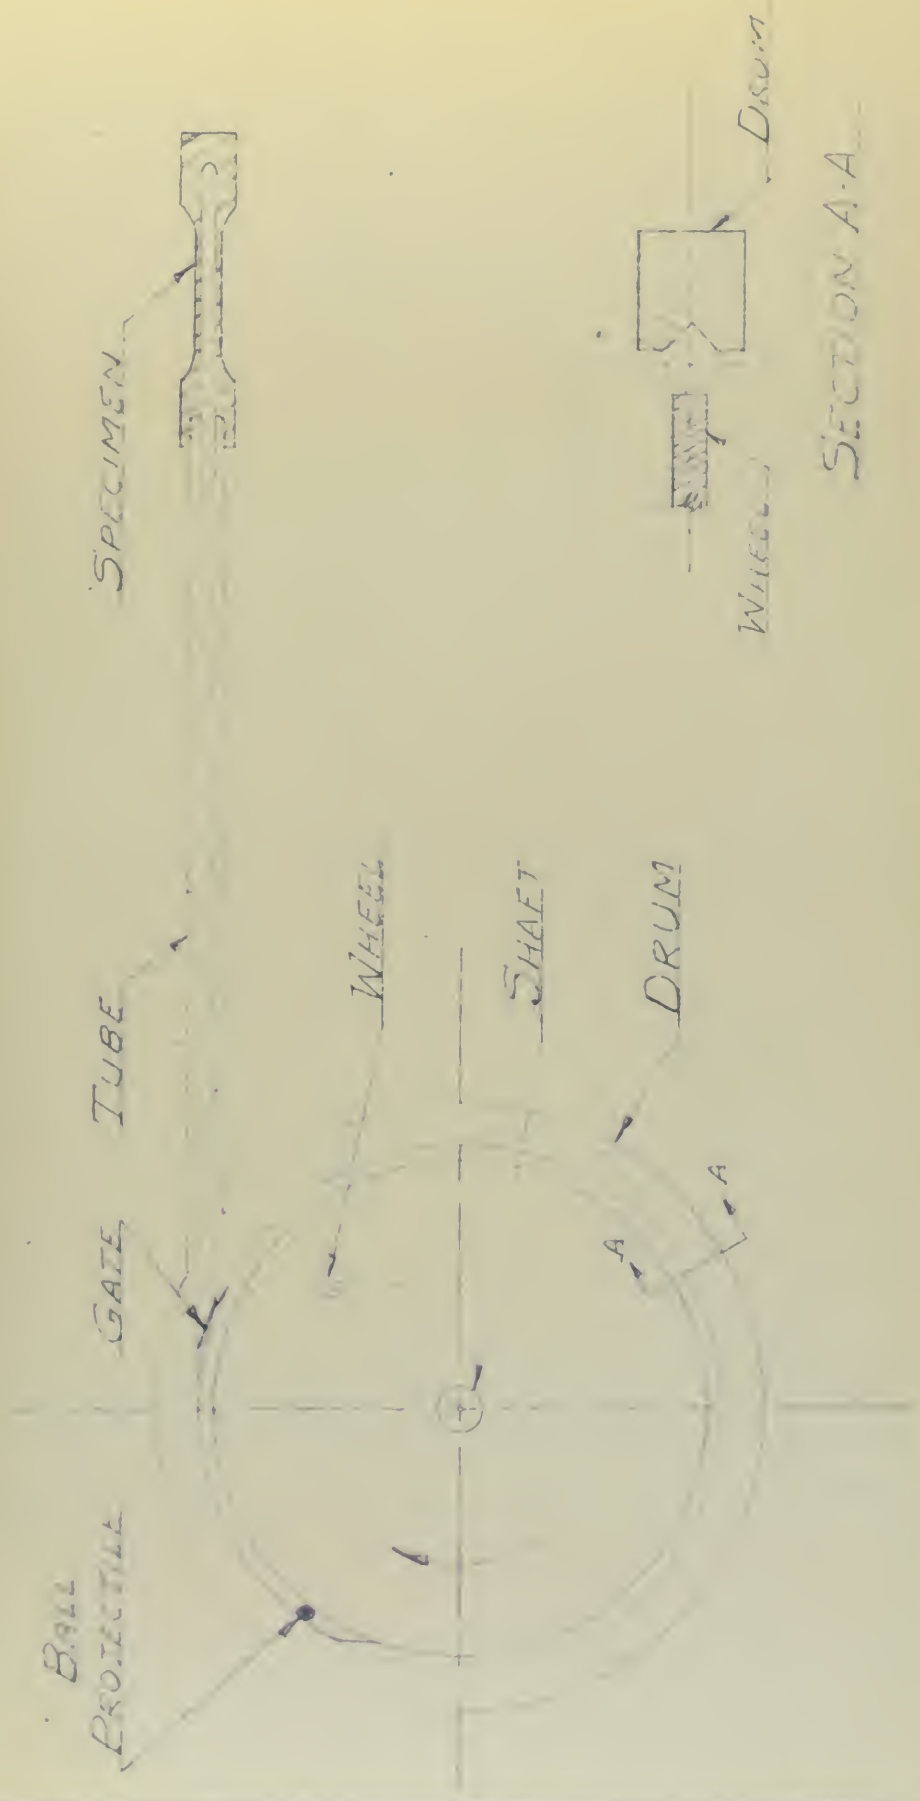 BALL
PROJECTILE
GATE
TUBE
SPECIMEN
WHEEL
SHAFT
DRUM
A
A
WHEEL
DRUM
SECTION A-A